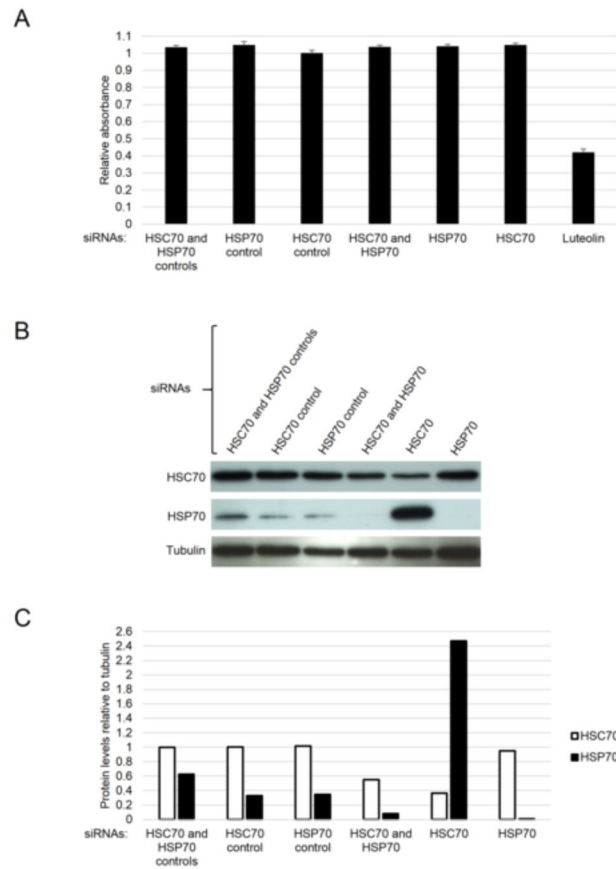 A
Relative absorbance
1.1
1
0.9
0.8
0.7
0.6
0.5
0.4
0.3
0.2
0.1
0
siRNAs:
HSC70 and HSP70 controls
HSP70 control
HSC70 control
HSC70 and HSP70
HSP70
HSC70
Luteolin
B
siRNAs
HSC70 and HSP70 controls
HSC70 control
HSP70 control
HSC70 and HSP70
HSC70
HSP70
HSC70
HSP70
Tubulin
C
Protein levels relative to tubulin
2.6
2.4
2.2
2
1.8
1.6
1.4
1.2
1
0.8
0.6
0.4
0.2
0
HSC70
HSP70
siRNAs:
HSC70 and HSP70 controls
HSC70 control
HSP70 control
HSC70 and HSP70
HSC70
HSP70